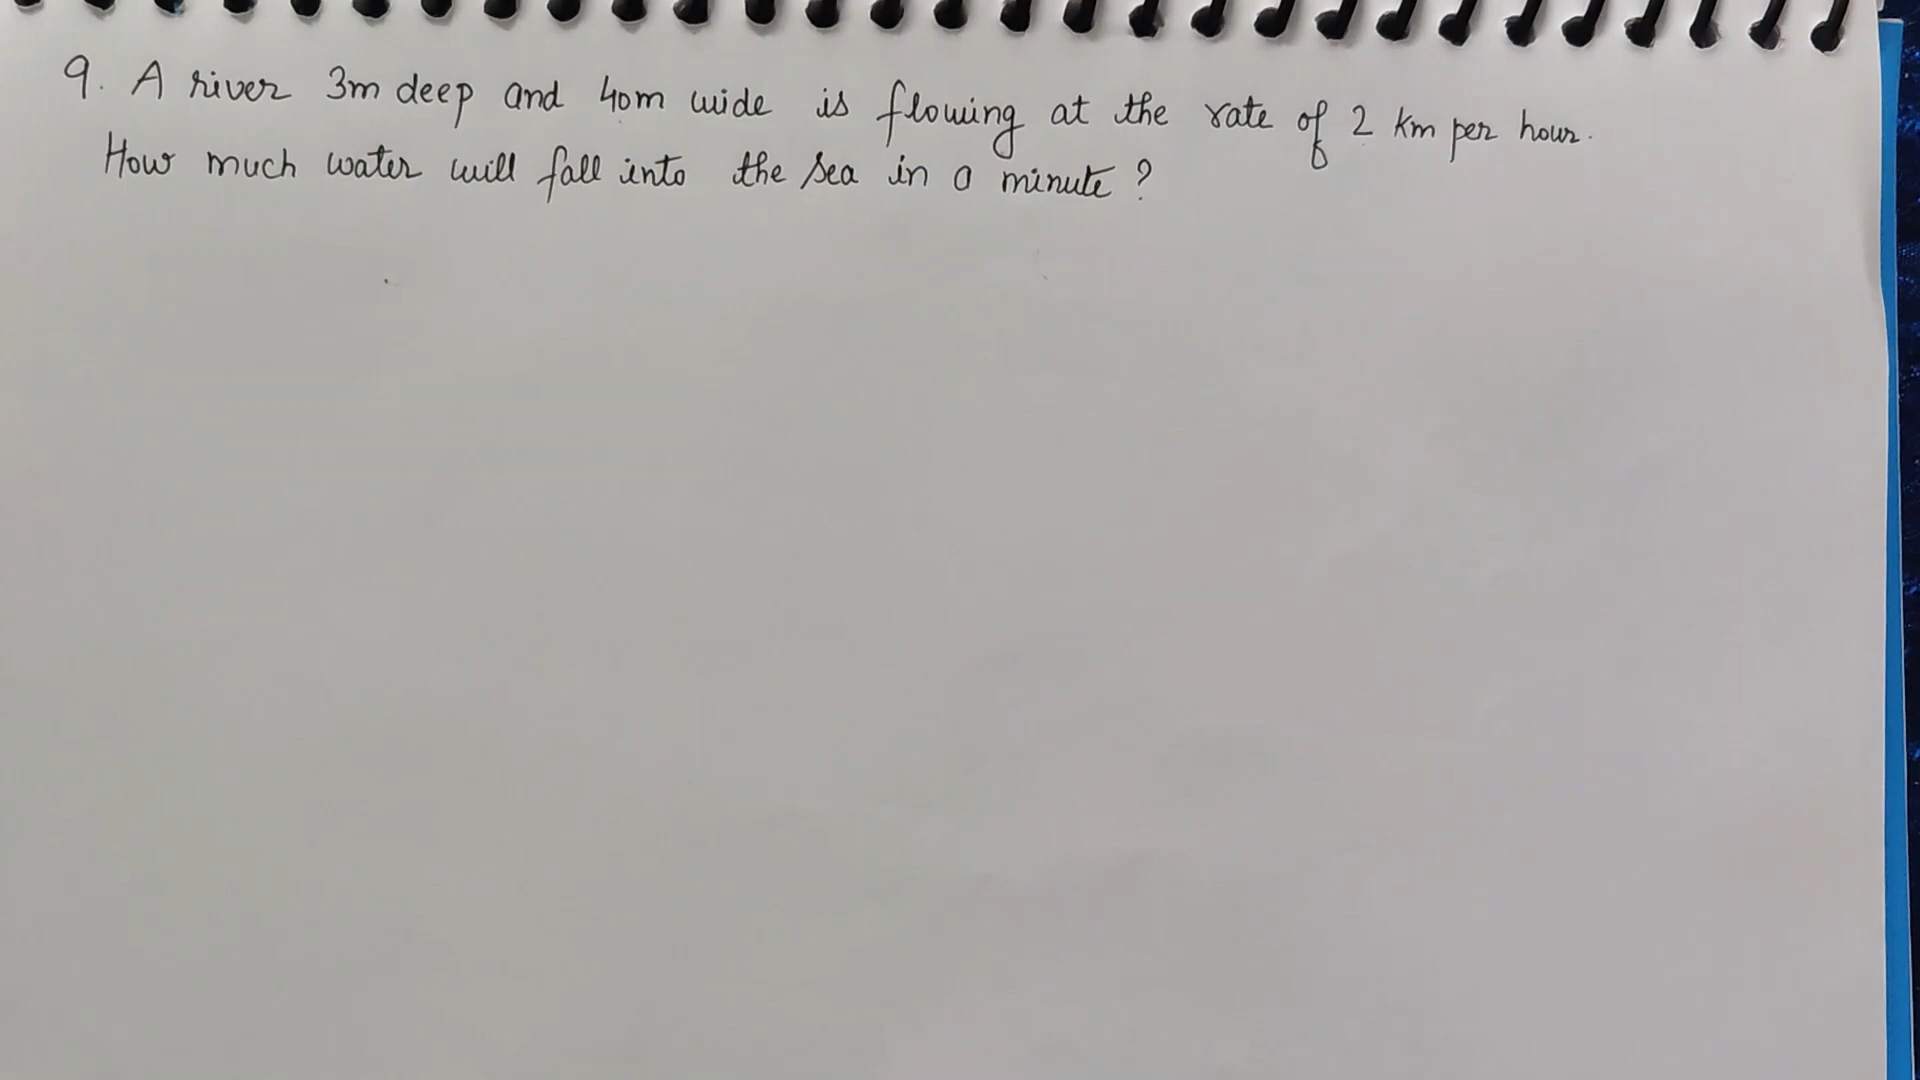 9. A river 3m deep and 40m wide is flowing at the rate of 2 km per hour.
How much water will fall into the sea in a minute ?